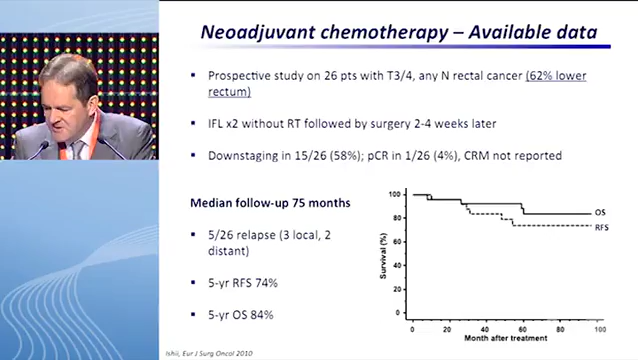 Neoadjuvant chemotherapy – Available data
Prospective study on 26 pts with T3/4, any N rectal cancer (62% lower
rectum)
IFL x2 without RT followed by surgery 2-4 weeks later
Downstaging in 15/26 (58%); pCR in 1/26 (4%), CRM not reported
Median follow-up 75 months
5/26 relapse (3 local, 2
distant)
5-yr RFS 74%
5-yr OS 84%
Survival (%)
100
80
60
40
20
0
OS
RFS
0 20 40 60 80 100
Month after treatment
Ishii, Eur J Surg Oncol 2010